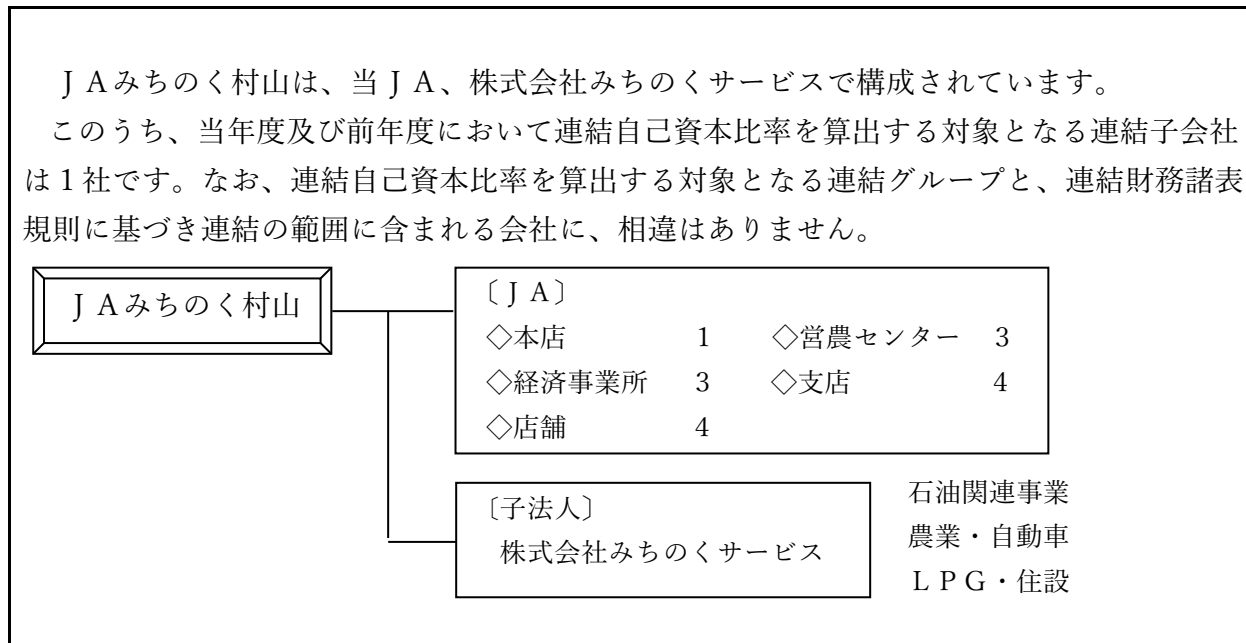 ＪＡみちのく村山は、当ＪＡ、株式会社みちのくサービスで構成されています。
このうち、当年度及び前年度において連結自己資本比率を算出する対象となる連結子会社
は１社です。なお、連結自己資本比率を算出する対象となる連結グループと、連結財務諸表
規則に基づき連結の範囲に含まれる会社に、相違はありません。
ＪＡみちのく村山
〔ＪＡ〕
◇本店 1 ◇営農センター 3
◇経済事業所 3 ◇支店 4
◇店舗 4
〔子法人〕
株式会社みちのくサービス
石油関連事業
農業・自動車
ＬＰＧ・住設